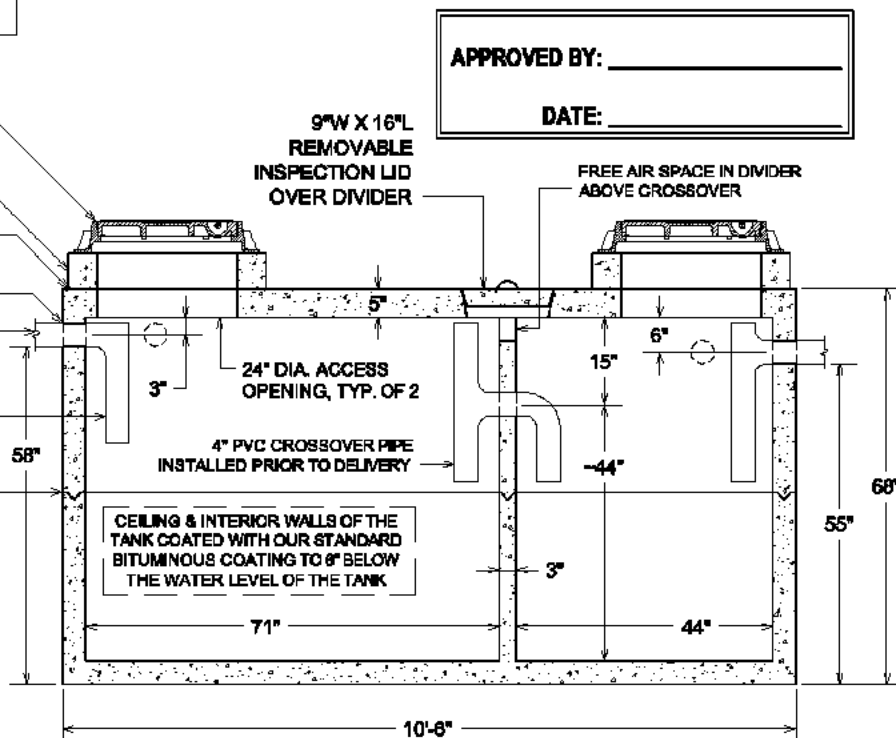 APPROVED BY:
DATE:
9"W X 16"L
REMOVABLE
INSPECTION LID
OVER DIVIDER
FREE AIR SPACE IN DIVIDER
ABOVE CROSSOVER
5"
6"
15"
3"
24" DIA. ACCESS
OPENING, TYP. OF 2
4" PVC CROSSOVER PIPE
INSTALLED PRIOR TO DELIVERY
58"
~44"
68"
55"
CEILING & INTERIOR WALLS OF THE
TANK COATED WITH OUR STANDARD
BITUMINOUS COATING TO 6" BELOW
THE WATER LEVEL OF THE TANK
3"
71"
44"
10'-6"